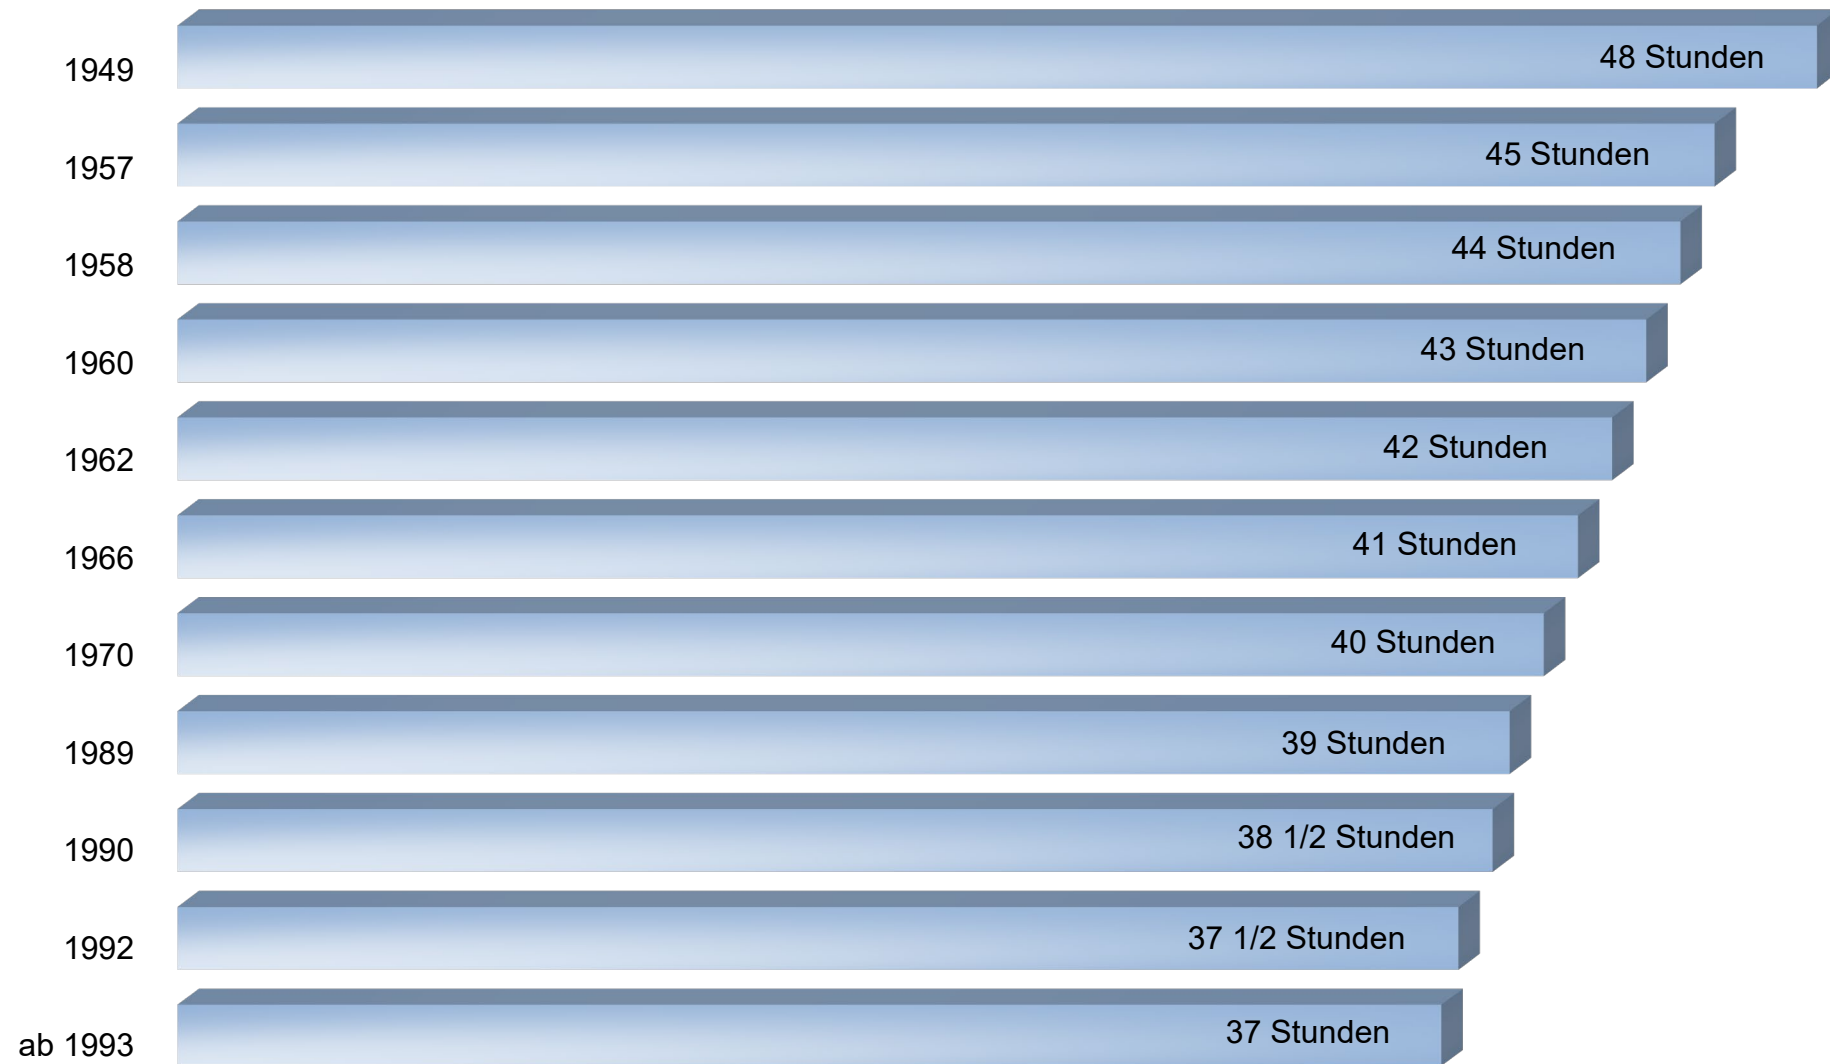 1949 48 Stunden
1957 45 Stunden
1958 44 Stunden
1960 43 Stunden
1962 42 Stunden
1966 41 Stunden
1970 40 Stunden
1989 39 Stunden
1990 38 1/2 Stunden
1992 37 1/2 Stunden
ab 1993 37 Stunden